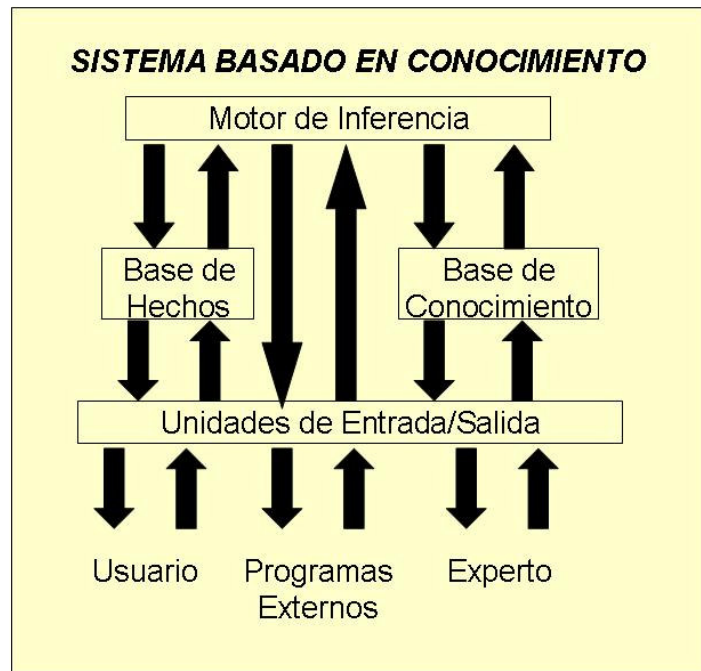 SISTEMA BASADO EN CONOCIMIENTO
Motor de Inferencia
Base de
Hechos
Base de
Conocimiento
Unidades de Entrada/Salida
Usuario
Programas
Externos
Experto